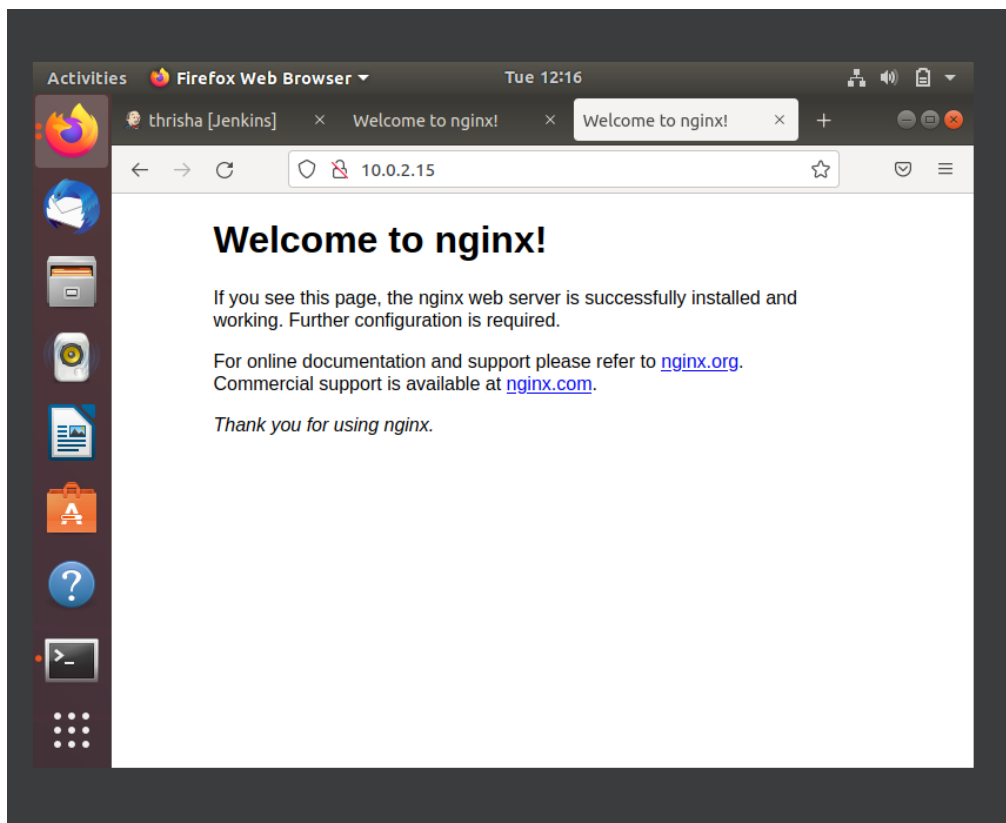 Activities Firefox Web Browser Tue 12:16
thrisha [Jenkins] Welcome to nginx! Welcome to nginx!
10.0.2.15
Welcome to nginx!
If you see this page, the nginx web server is successfully installed and
working. Further configuration is required.
For online documentation and support please refer to nginx.org.
Commercial support is available at nginx.com.
Thank you for using nginx.